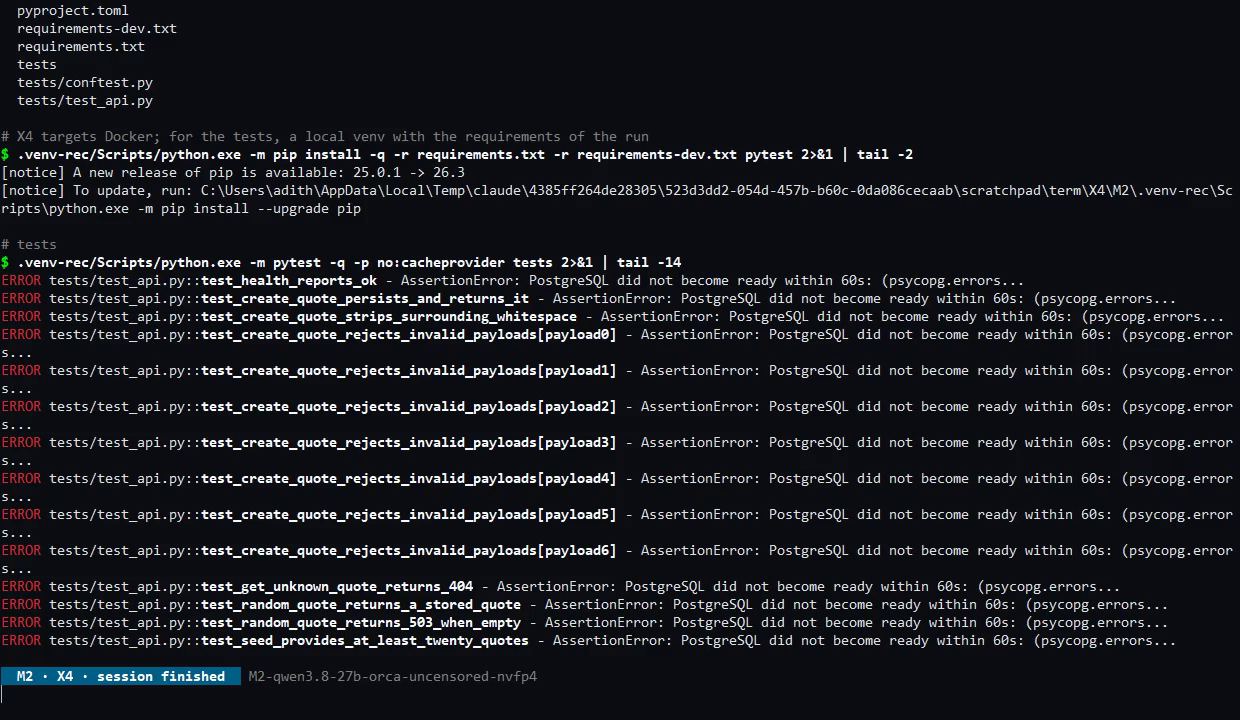 pyproject.toml
requirements-dev.txt
requirements.txt
tests
tests/conftest.py
tests/test_api.py
# X4 targets Docker; for the tests, a local venv with the requirements of the run
$ .venv-rec/Scripts/python.exe -m pip install -q -r requirements.txt -r requirements-dev.txt pytest 2>&1 | tail -2
[notice] A new release of pip is available: 25.0.1 -> 26.3
[notice] To update, run: C:\Users\adith\AppData\Local\Temp\claude\4385ff264de28305\523d3dd2-054d-457b-b60c-0da086cecaab\scratchpad\term\X4\M2\.venv-rec\Sc
ripts\python.exe -m pip install --upgrade pip
# tests
$ .venv-rec/Scripts/python.exe -m pytest -q -p no:cacheprovider tests 2>&1 | tail -14
ERROR tests/test_api.py::test_health_reports_ok - AssertionError: PostgreSQL did not become ready within 60s: (psycopg.errors...
ERROR tests/test_api.py::test_create_quote_persists_and_returns_it - AssertionError: PostgreSQL did not become ready within 60s: (psycopg.errors...
ERROR tests/test_api.py::test_create_quote_strips_surrounding_whitespace - AssertionError: PostgreSQL did not become ready within 60s: (psycopg.errors...
ERROR tests/test_api.py::test_create_quote_rejects_invalid_payloads[payload0] - AssertionError: PostgreSQL did not become ready within 60s: (psycopg.error
s...
ERROR tests/test_api.py::test_create_quote_rejects_invalid_payloads[payload1] - AssertionError: PostgreSQL did not become ready within 60s: (psycopg.error
s...
ERROR tests/test_api.py::test_create_quote_rejects_invalid_payloads[payload2] - AssertionError: PostgreSQL did not become ready within 60s: (psycopg.error
s...
ERROR tests/test_api.py::test_create_quote_rejects_invalid_payloads[payload3] - AssertionError: PostgreSQL did not become ready within 60s: (psycopg.error
s...
ERROR tests/test_api.py::test_create_quote_rejects_invalid_payloads[payload4] - AssertionError: PostgreSQL did not become ready within 60s: (psycopg.error
s...
ERROR tests/test_api.py::test_create_quote_rejects_invalid_payloads[payload5] - AssertionError: PostgreSQL did not become ready within 60s: (psycopg.error
s...
ERROR tests/test_api.py::test_create_quote_rejects_invalid_payloads[payload6] - AssertionError: PostgreSQL did not become ready within 60s: (psycopg.error
s...
ERROR tests/test_api.py::test_get_unknown_quote_returns_404 - AssertionError: PostgreSQL did not become ready within 60s: (psycopg.errors...
ERROR tests/test_api.py::test_random_quote_returns_a_stored_quote - AssertionError: PostgreSQL did not become ready within 60s: (psycopg.errors...
ERROR tests/test_api.py::test_random_quote_returns_503_when_empty - AssertionError: PostgreSQL did not become ready within 60s: (psycopg.errors...
ERROR tests/test_api.py::test_seed_provides_at_least_twenty_quotes - AssertionError: PostgreSQL did not become ready within 60s: (psycopg.errors...
M2 · X4 · session finished M2-qwen3.8-27b-orca-uncensored-nvfp4